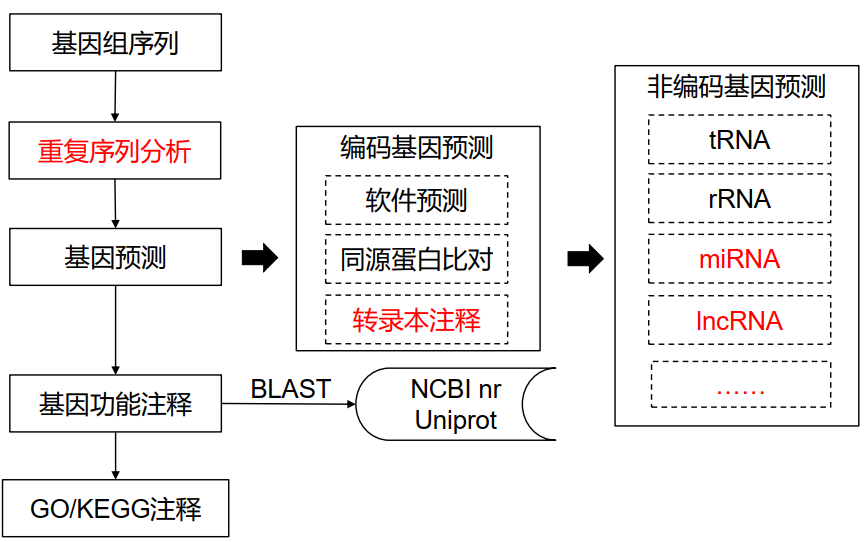 基因组序列
重复序列分析
基因预测
基因功能注释
GO/KEGG注释
编码基因预测
软件预测
同源蛋白比对
转录本注释
BLAST
NCBI nr
Uniprot
非编码基因预测
tRNA
rRNA
miRNA
lncRNA
……